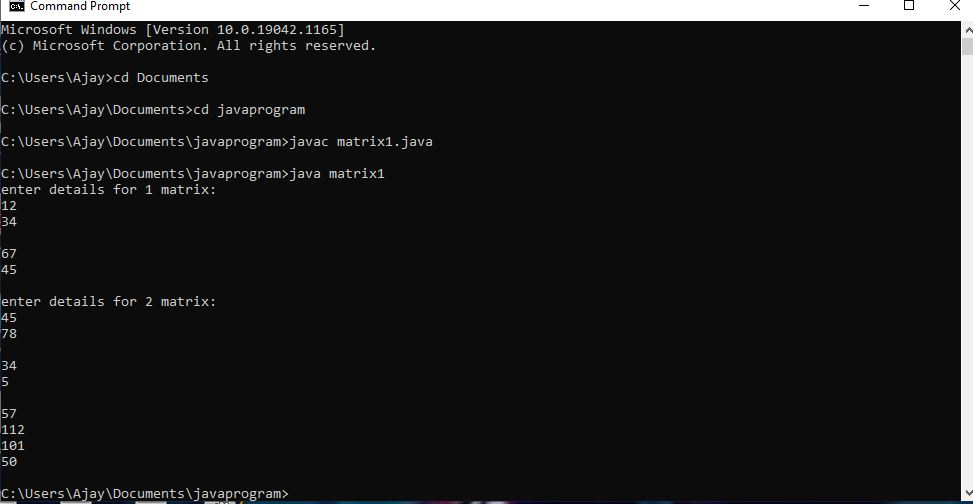 Command Prompt
Microsoft Windows [Version 10.0.19042.1165]
(c) Microsoft Corporation. All rights reserved.
C:\Users\Ajay>cd Documents
C:\Users\Ajay\Documents>cd javaprogram
C:\Users\Ajay\Documents\javaprogram>javac matrix1.java
C:\Users\Ajay\Documents\javaprogram>java matrix1
enter details for 1 matrix:
12
34
67
45
enter details for 2 matrix:
45
78
34
5
57
112
101
50
C:\Users\Ajay\Documents\javaprogram>